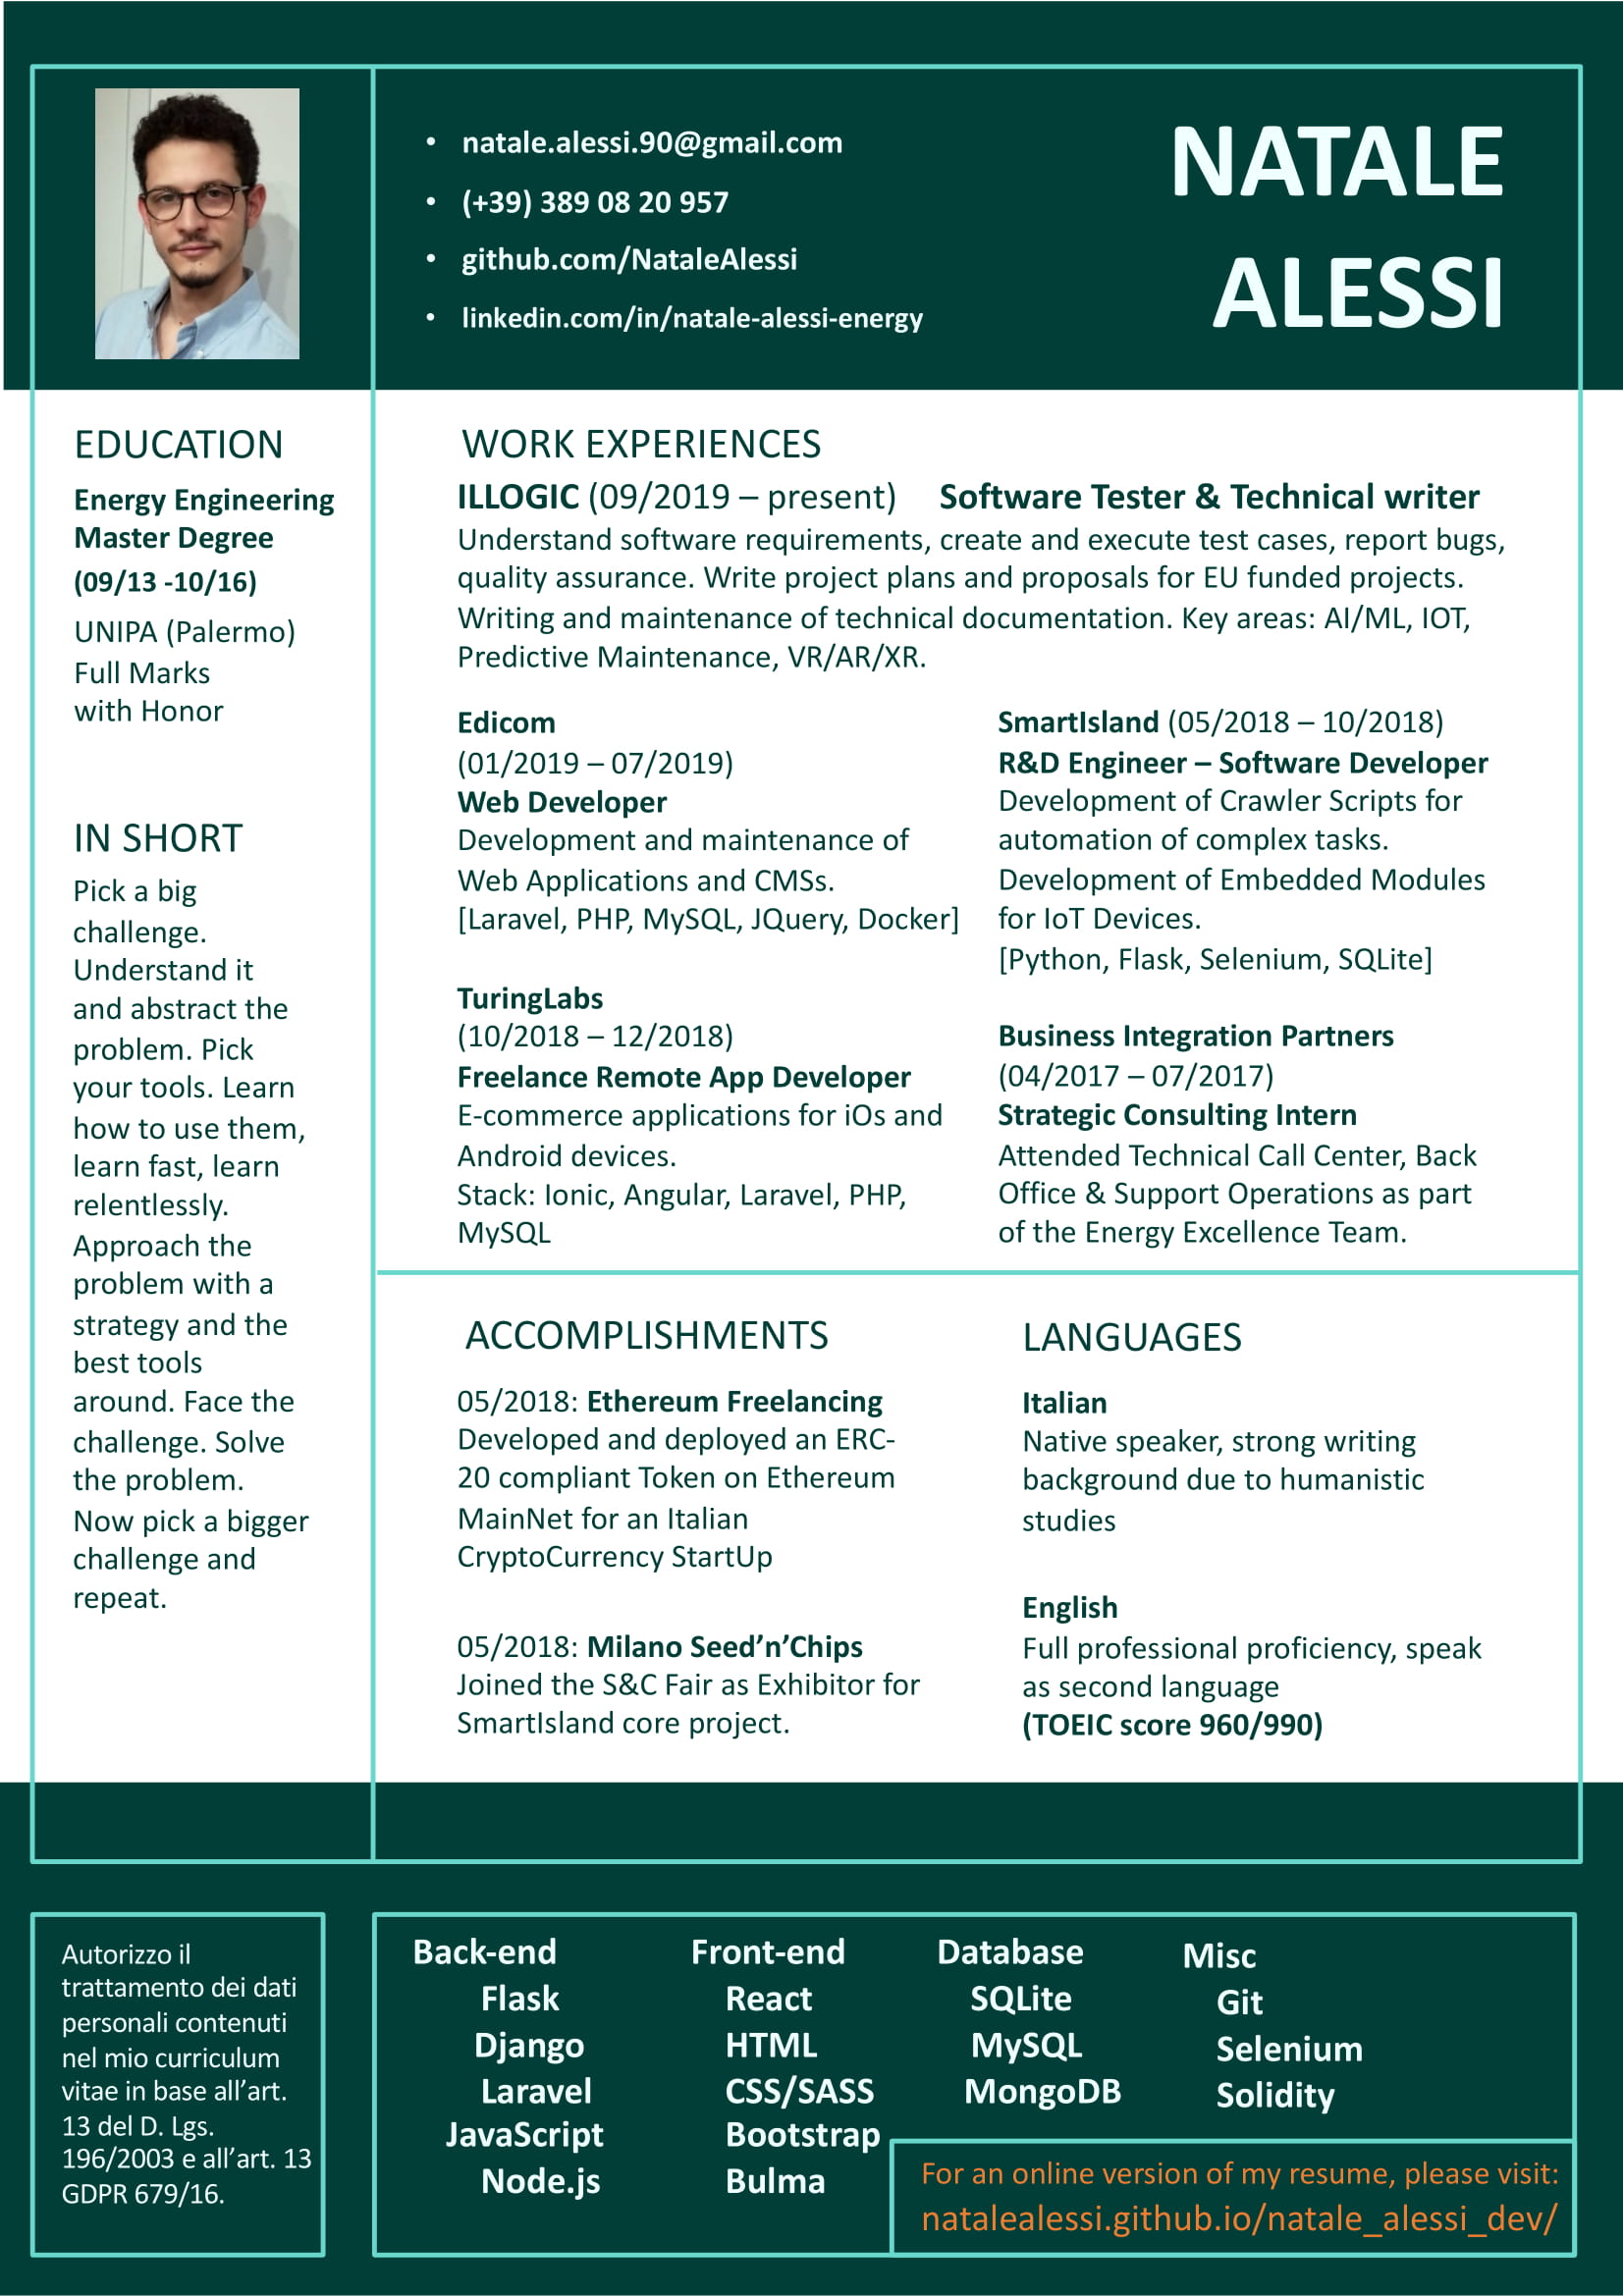 • natale.alessi.90@gmail.com
• (+39) 389 08 20 957
• github.com/NataleAlessi
• linkedin.com/in/natale-alessi-energy
NATALE
ALESSI
EDUCATION
Energy Engineering
Master Degree
(09/13 -10/16)
UNIPA (Palermo)
Full Marks
with Honor
IN SHORT
Pick a big
challenge.
Understand it
and abstract the
problem. Pick
your tools. Learn
how to use them,
learn fast, learn
relentlessly.
Approach the
problem with a
strategy and the
best tools
around. Face the
challenge. Solve
the problem.
Now pick a bigger
challenge and
repeat.
WORK EXPERIENCES
ILLOGIC (09/2019 – present) Software Tester & Technical writer
Understand software requirements, create and execute test cases, report bugs,
quality assurance. Write project plans and proposals for EU funded projects.
Writing and maintenance of technical documentation. Key areas: AI/ML, IOT,
Predictive Maintenance, VR/AR/XR.
Edicom
(01/2019 – 07/2019)
Web Developer
Development and maintenance of
Web Applications and CMSs.
[Laravel, PHP, MySQL, JQuery, Docker]
TuringLabs
(10/2018 – 12/2018)
Freelance Remote App Developer
E-commerce applications for iOs and
Android devices.
Stack: Ionic, Angular, Laravel, PHP,
MySQL
SmartIsland (05/2018 – 10/2018)
R&D Engineer – Software Developer
Development of Crawler Scripts for
automation of complex tasks.
Development of Embedded Modules
for IoT Devices.
[Python, Flask, Selenium, SQLite]
Business Integration Partners
(04/2017 – 07/2017)
Strategic Consulting Intern
Attended Technical Call Center, Back
Office & Support Operations as part
of the Energy Excellence Team.
ACCOMPLISHMENTS
05/2018: Ethereum Freelancing
Developed and deployed an ERC-
20 compliant Token on Ethereum
MainNet for an Italian
CryptoCurrency StartUp
05/2018: Milano Seed’n’Chips
Joined the S&C Fair as Exhibitor for
SmartIsland core project.
LANGUAGES
Italian
Native speaker, strong writing
background due to humanistic
studies
English
Full professional proficiency, speak
as second language
(TOEIC score 960/990)
Autorizzo il
trattamento dei dati
personali contenuti
nel mio curriculum
vitae in base all’art.
13 del D. Lgs.
196/2003 e all’art. 13
GDPR 679/16.
Back-end
Flask
Django
Laravel
JavaScript
Node.js
Front-end
React
HTML
CSS/SASS
Bootstrap
Bulma
Database
SQLite
MySQL
MongoDB
Misc
Git
Selenium
Solidity
For an online version of my resume, please visit:
natalealessi.github.io/natale_alessi_dev/